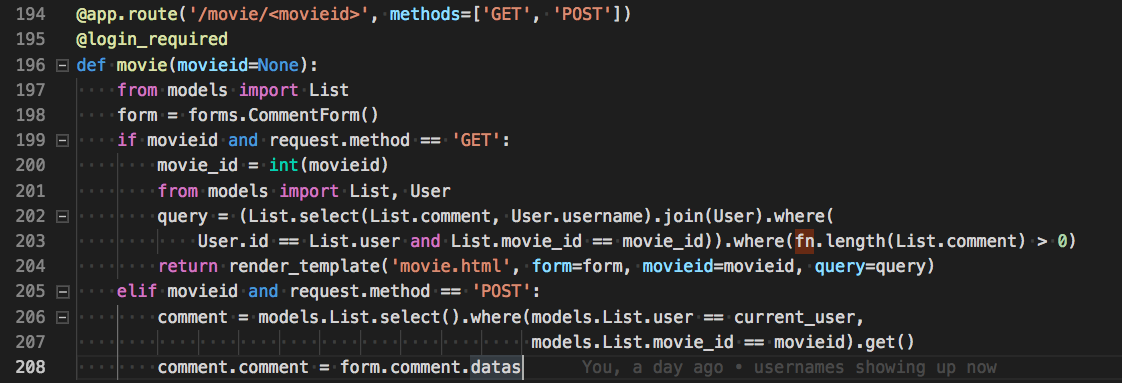 194 @app.route('/movie/<movieid>', methods=['GET', 'POST'])
195 @login_required
196 def movie(movieid=None):
197     from models import List
198     form = forms.CommentForm()
199     if movieid and request.method == 'GET':
200         movie_id = int(movieid)
201         from models import List, User
202         query = (List.select(List.comment, User.username).join(User).where(
203             User.id == List.user and List.movie_id == movie_id)).where(fn.length(List.comment) > 0)
204         return render_template('movie.html', form=form, movieid=movieid, query=query)
205     elif movieid and request.method == 'POST':
206         comment = models.List.select().where(models.List.user == current_user,
207                                              models.List.movie_id == movieid).get()
208         comment.comment = form.comment.datas You, a day ago • usernames showing up now